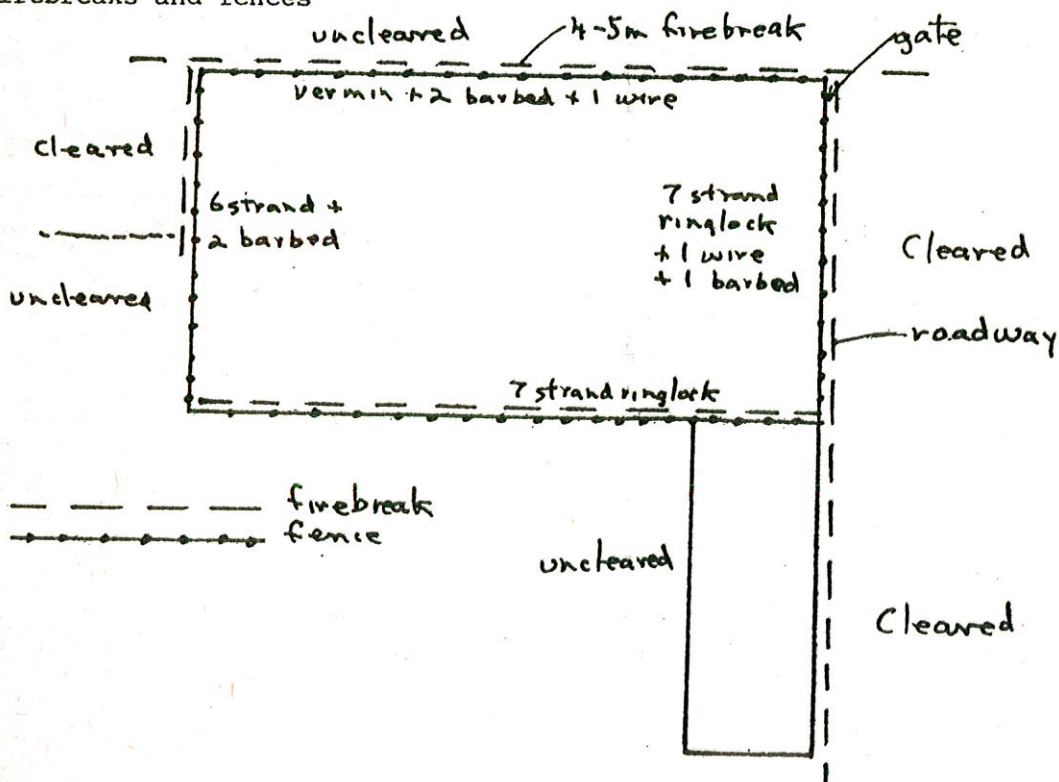 firebreaks and fences
uncleared
4-5m firebreak
gate
vermin + 2 barbed + 1 wire
cleared
6 strand +
2 barbed
7 strand
ringlock
+ 1 wire
+ 1 barbed
Cleared
uncleared
roadway
7 strand ringlock
firebreak
fence
uncleared
Cleared